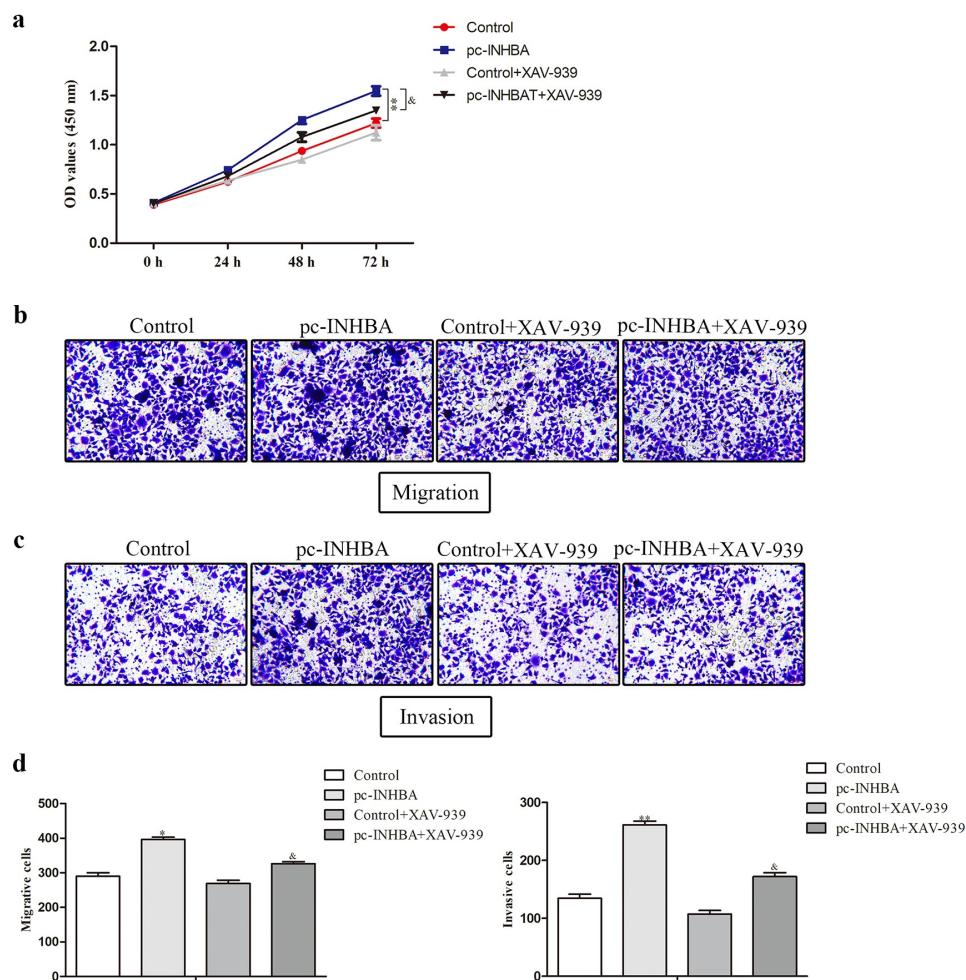 a
Control
pc-INHBA
Control+XAV-939
pc-INHBAT+XAV-939
OD values (450 nm)
2.0
1.5
1.0
0.5
0.0
0 h 24 h 48 h 72 h
** &
b
Control pc-INHBA Control+XAV-939 pc-INHBA+XAV-939
Migration
c
Control pc-INHBA Control+XAV-939 pc-INHBA+XAV-939
Invasion
d
Control
pc-INHBA
Control+XAV-939
pc-INHBA+XAV-939
Migrative cells
500
400
300
200
100
0
* &
Control
pc-INHBA
Control+XAV-939
pc-INHBA+XAV-939
Invasive cells
300
200
100
0
** &